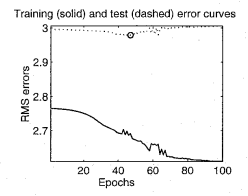 Training (solid) and test (dashed) error curves
3
2.9
2.8
2.7
RMS errors
20 40 60 80 100
Epochs